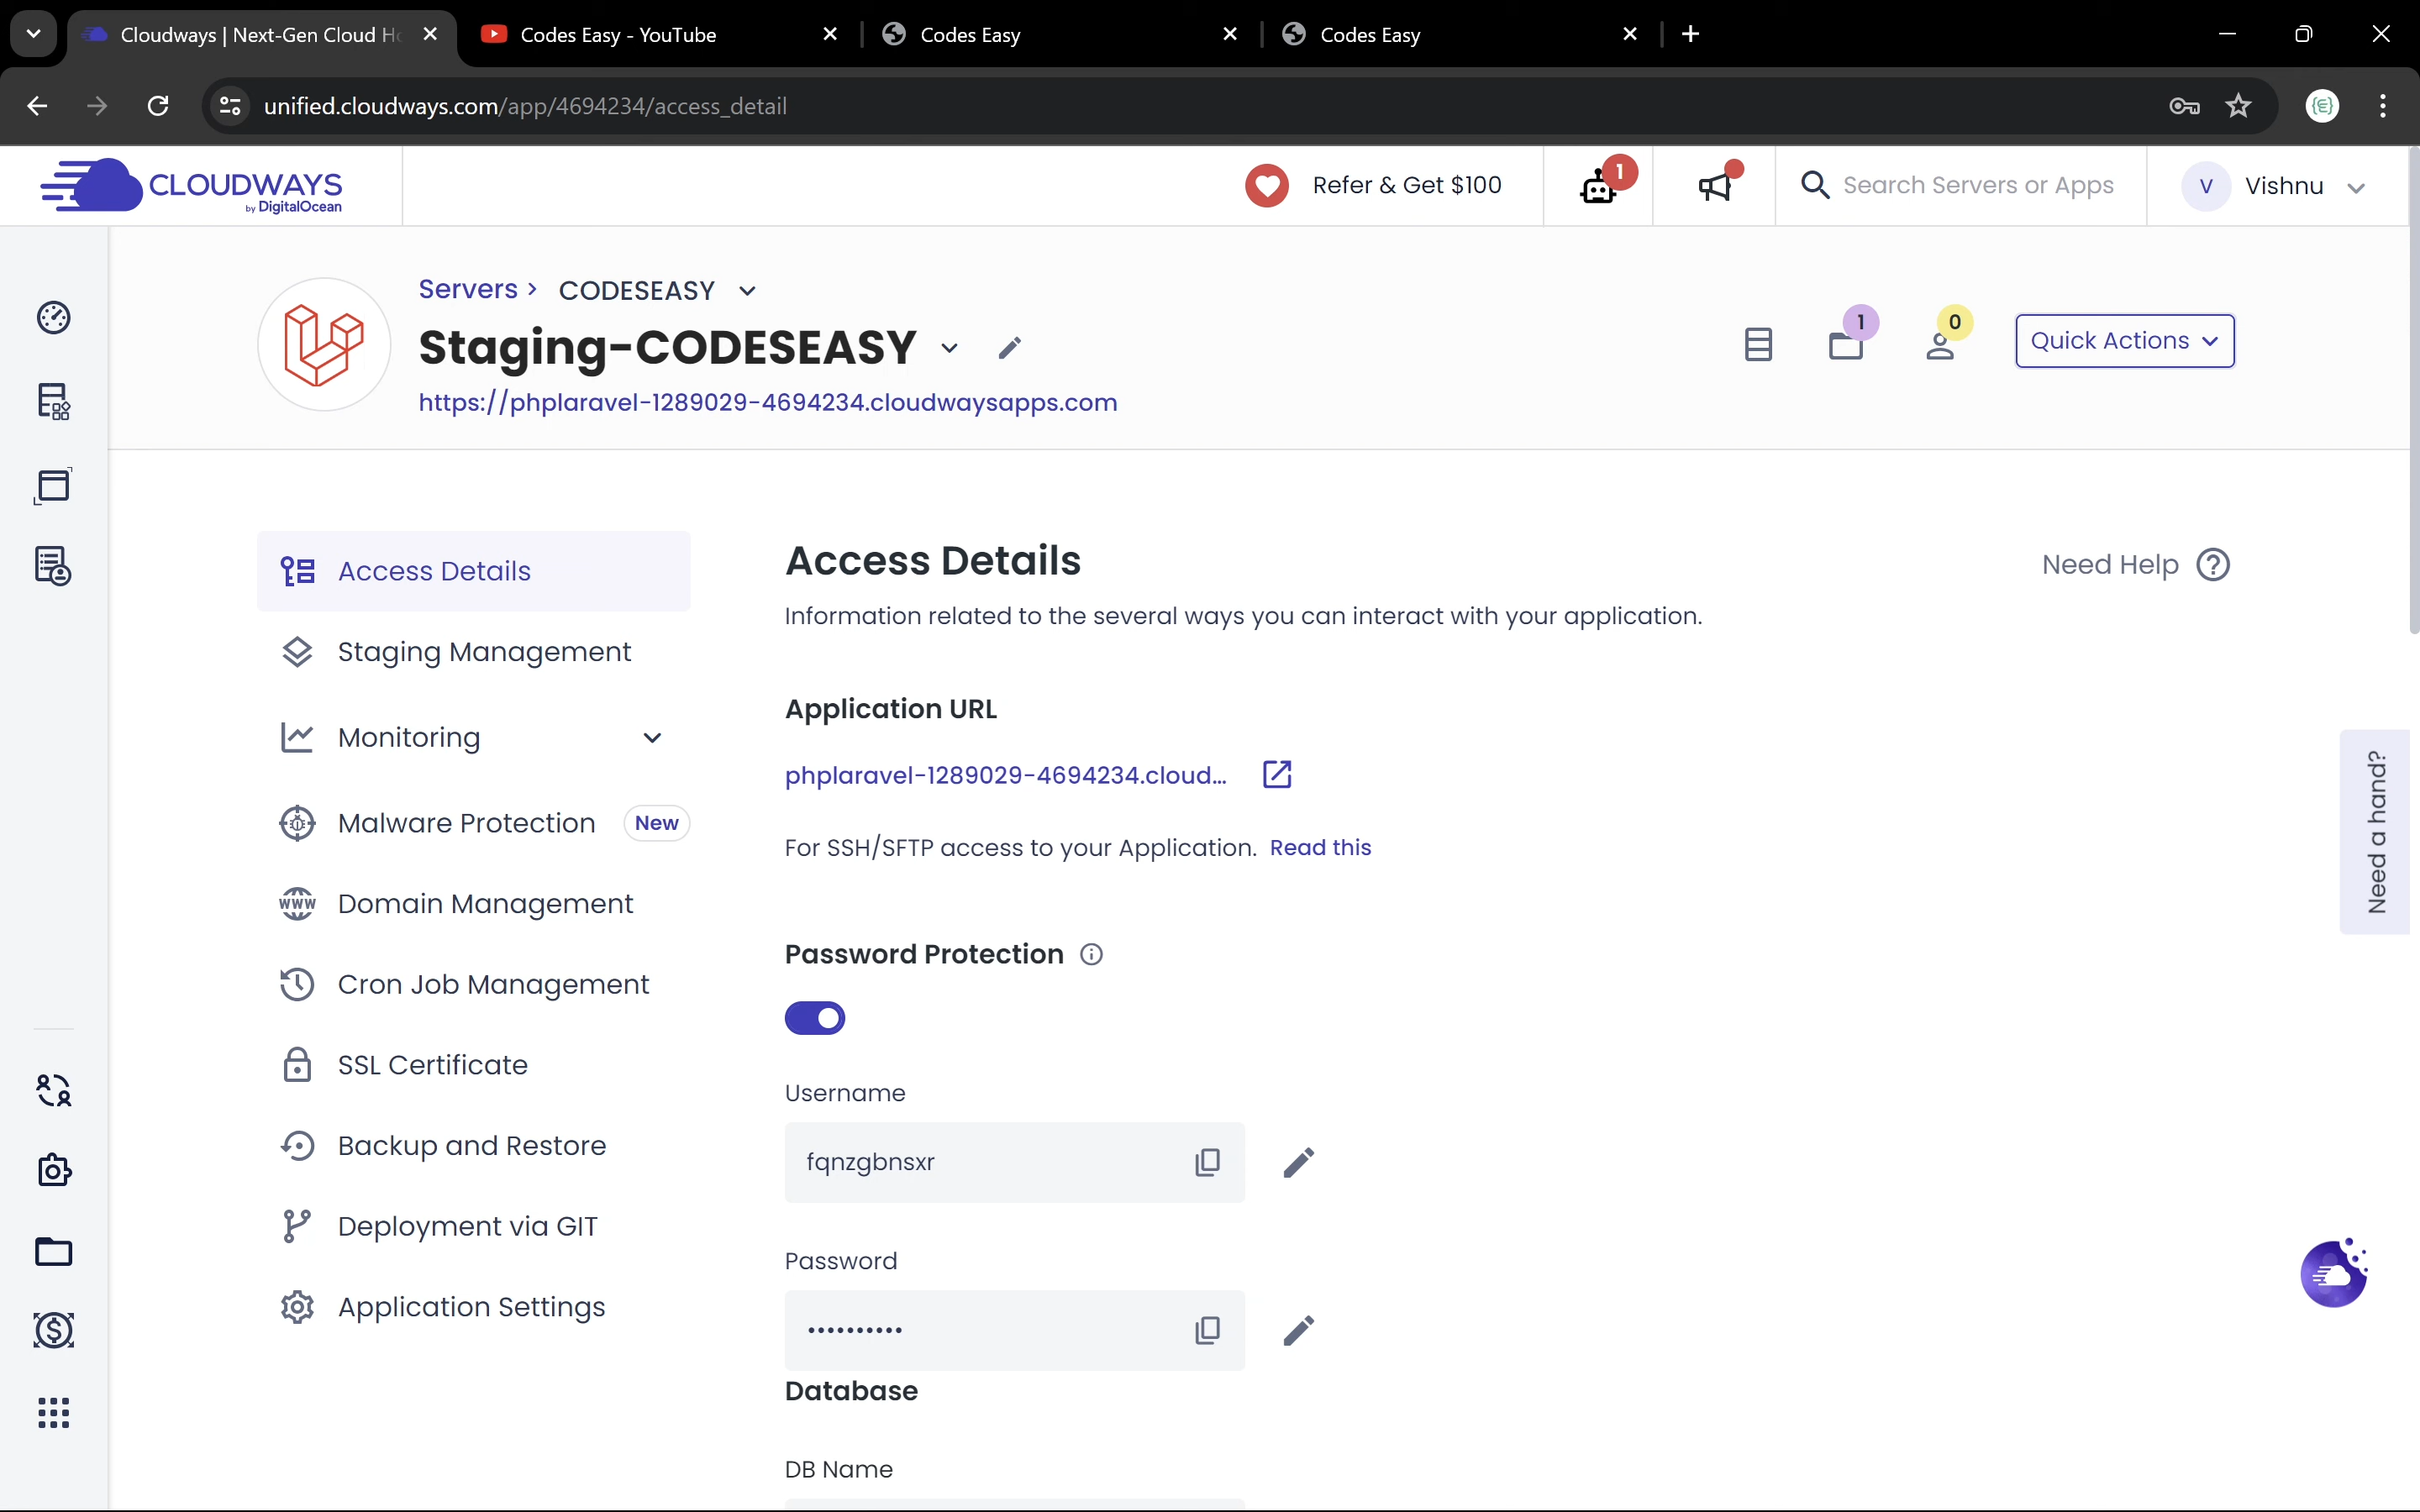 Cloudways | Next-Gen Cloud H
Codes Easy - YouTube
Codes Easy
Codes Easy
unified.cloudways.com/app/4694234/access_detail
CLOUDWAYS
by DigitalOcean
Refer & Get $100
1
Search Servers or Apps
V
Vishnu
Servers > CODESEASY
Staging-CODESEASY
https://phplaravel-1289029-4694234.cloudwaysapps.com
1
0
Quick Actions
Access Details
Staging Management
Monitoring
Malware Protection New
Domain Management
Cron Job Management
SSL Certificate
Backup and Restore
Deployment via GIT
Application Settings
Access Details
Need Help
Information related to the several ways you can interact with your application.
Application URL
phplaravel-1289029-4694234.cloud...
For SSH/SFTP access to your Application. Read this
Password Protection
Username
fqnzgbnsxr
Password
••••••••••
Database
DB Name
Need a hand?